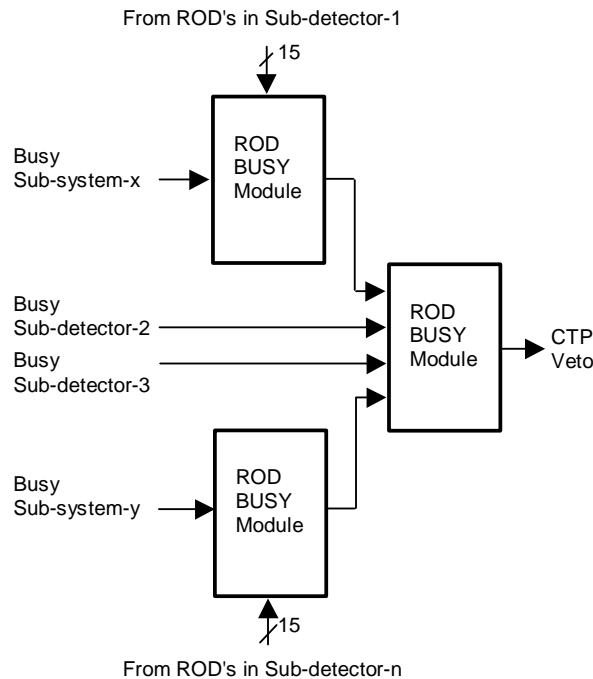 From ROD's in Sub-detector-1
15
ROD
BUSY
Module
Busy
Sub-system-x
ROD
BUSY
Module
Busy
Sub-detector-2
Busy
Sub-detector-3
CTP
Veto
ROD
BUSY
Module
Busy
Sub-system-y
15
From ROD's in Sub-detector-n